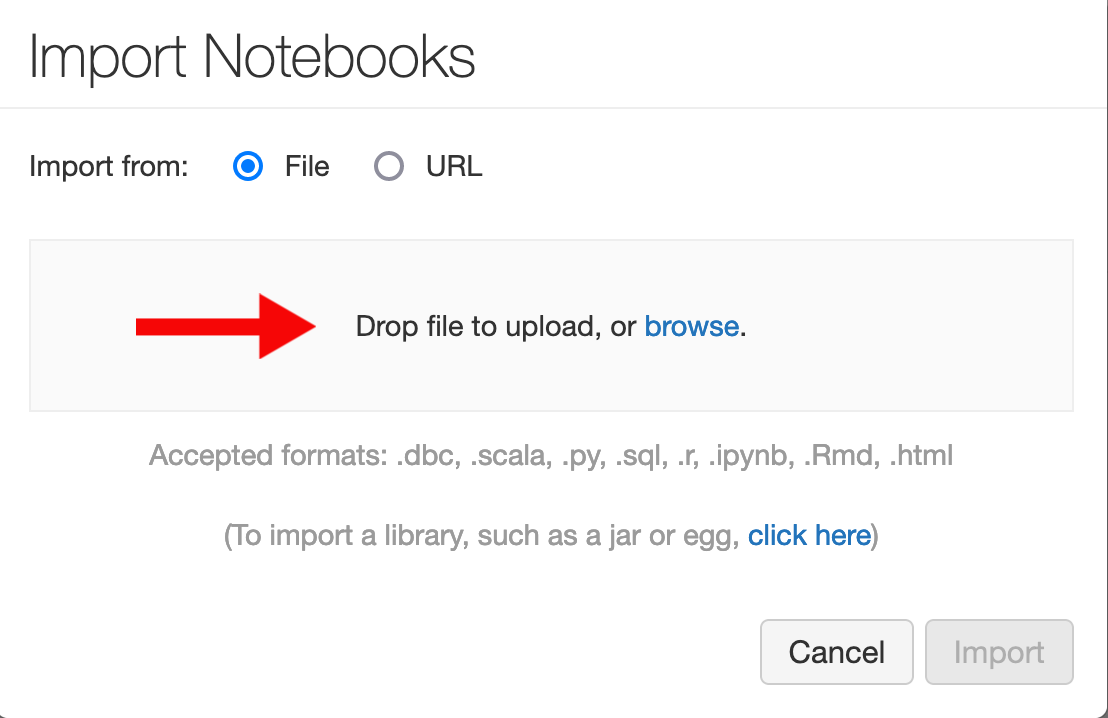 Import Notebooks
Import from: File URL
Drop file to upload, or browse.
Accepted formats: .dbc, .scala, .py, .sql, .r, .ipynb, .Rmd, .html
(To import a library, such as a jar or egg, click here)
Cancel Import